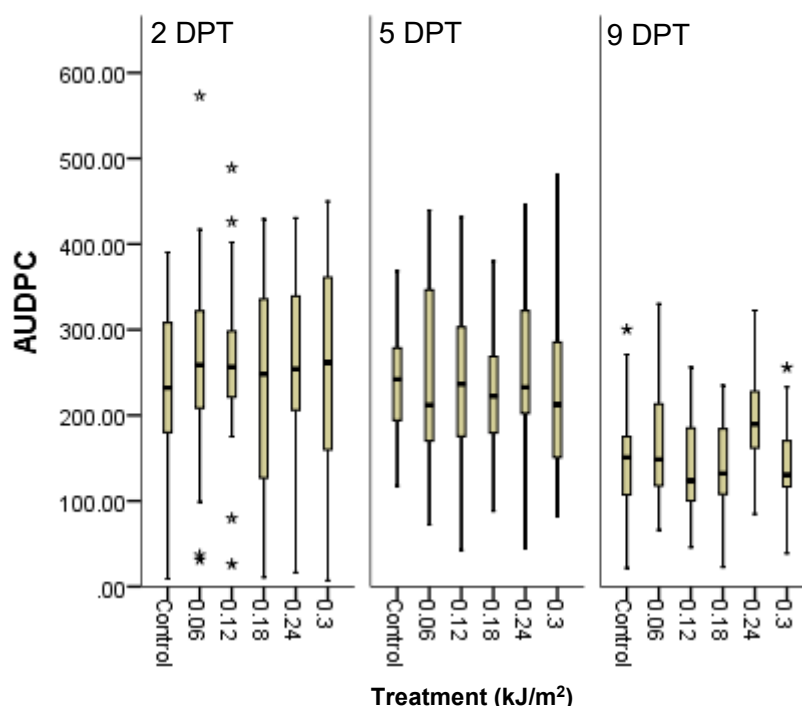 2 DPT
5 DPT
9 DPT
AUDPC
600.00
500.00
400.00
300.00
200.00
100.00
.00
Control
0.06
0.12
0.18
0.24
0.3
Control
0.06
0.12
0.18
0.24
0.3
Control
0.06
0.12
0.18
0.24
0.3
Treatment (kJ/m²)